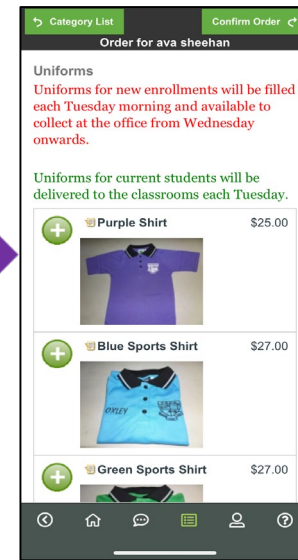 Category List
Confirm Order
Order for ava sheehan
Uniforms
Uniforms for new enrollments will be filled
each Tuesday morning and available to
collect at the office from Wednesday
onwards.
Uniforms for current students will be
delivered to the classrooms each Tuesday.
Purple Shirt $25.00
Blue Sports Shirt $27.00
OXLEY
Green Sports Shirt $27.00